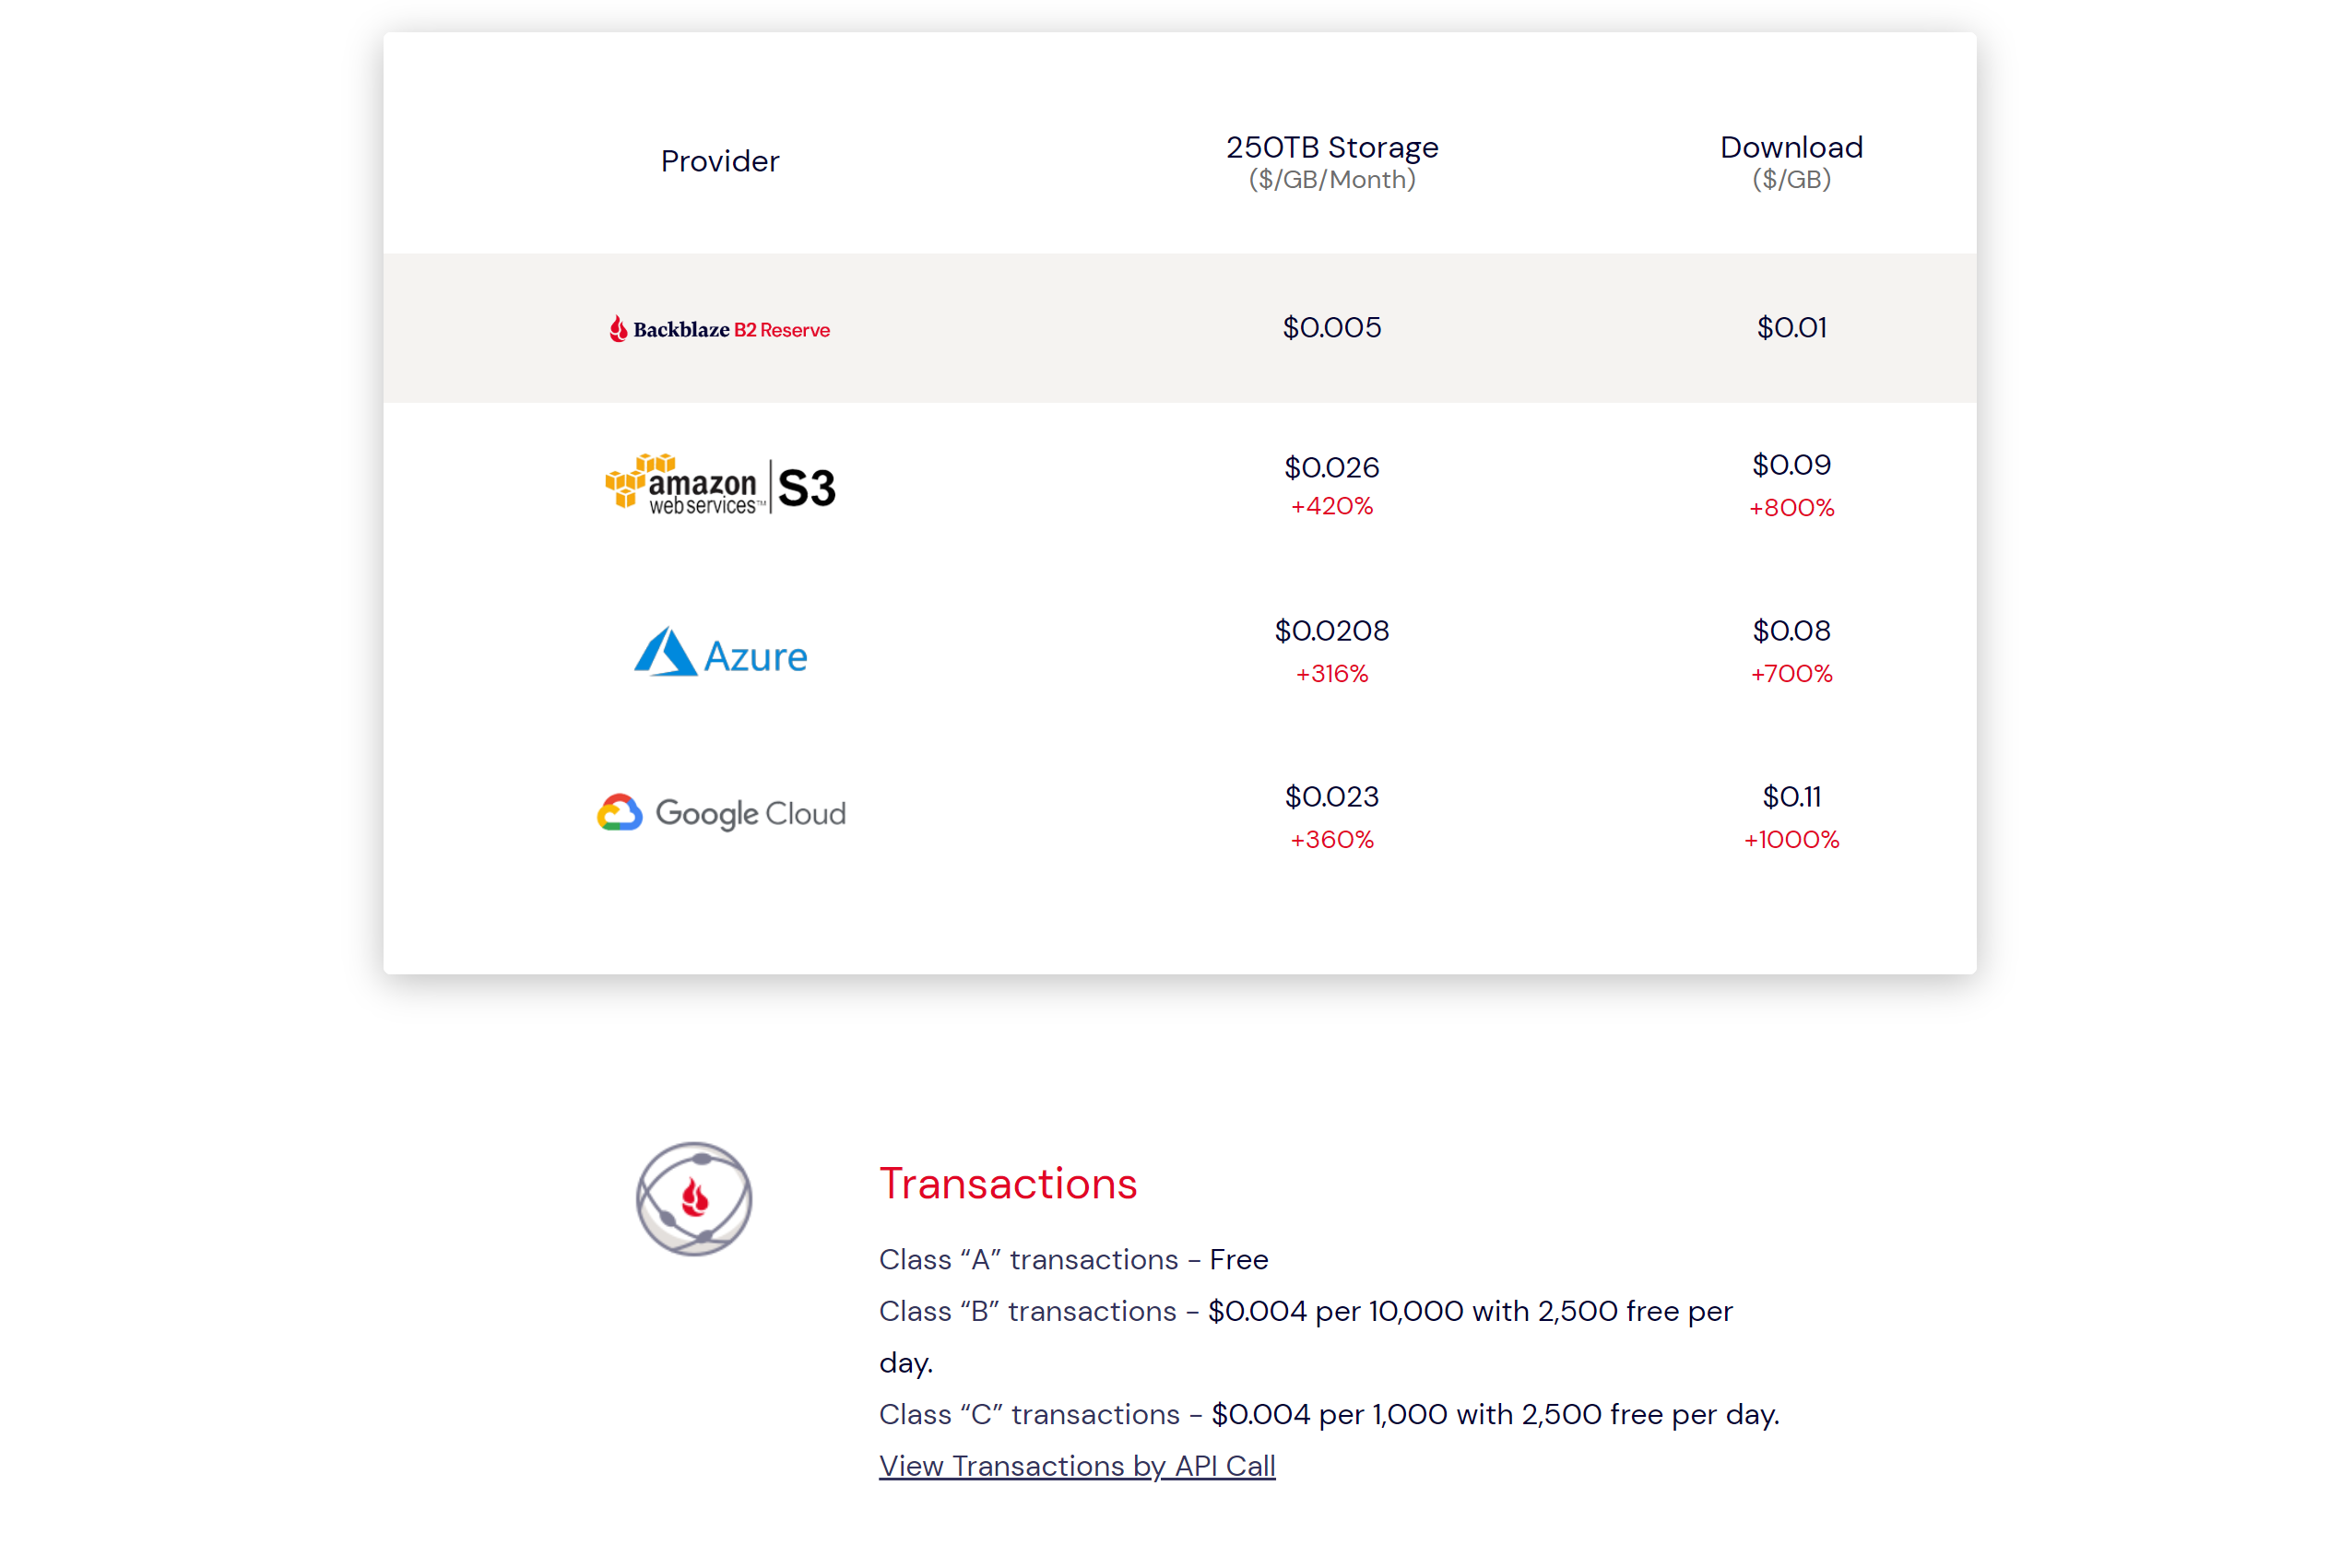 Provider
250TB Storage
($/GB/Month)
Download
($/GB)
Backblaze B2 Reserve
$0.005
$0.01
amazon
web services™
S3
$0.026
+420%
$0.09
+800%
Azure
$0.0208
+316%
$0.08
+700%
Google Cloud
$0.023
+360%
$0.11
+1000%
Transactions
Class “A” transactions - Free
Class “B” transactions - $0.004 per 10,000 with 2,500 free per
day.
Class “C” transactions - $0.004 per 1,000 with 2,500 free per day.
View Transactions by API Call